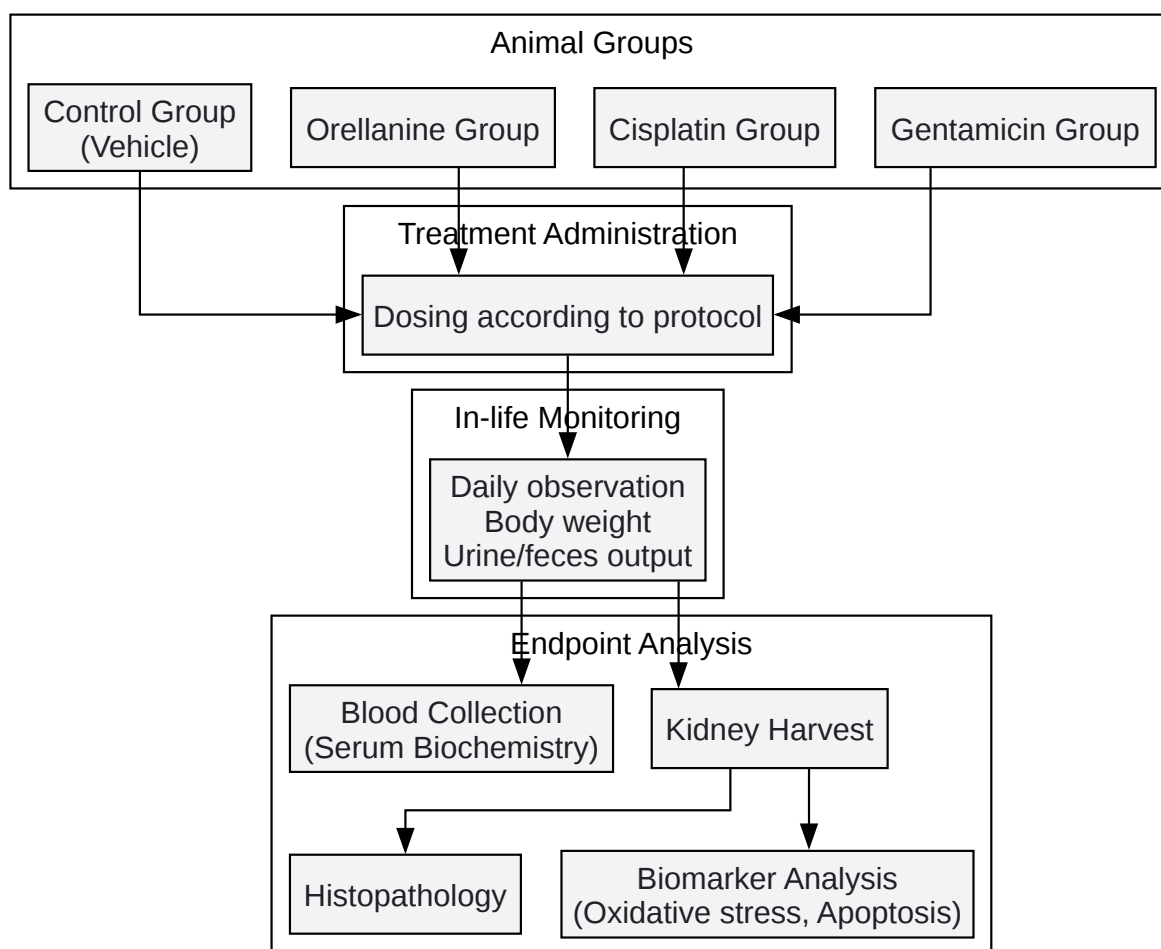 Animal Groups
Control Group
(Vehicle)
Orellanine Group
Cisplatin Group
Gentamicin Group
Treatment Administration
Dosing according to protocol
In-life Monitoring
Daily observation
Body weight
Urine/feces output
Endpoint Analysis
Blood Collection
(Serum Biochemistry)
Kidney Harvest
Histopathology
Biomarker Analysis
(Oxidative stress, Apoptosis)